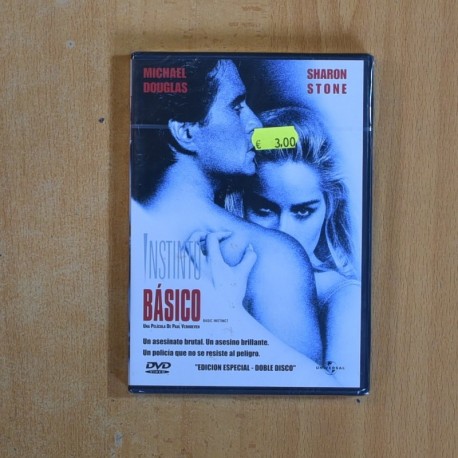 MICHAEL
DOUGLAS
SHARON
STONE
€ 3,00
INSTINTO
BÁSICO
(BASIC INSTINCT)
UNA PELÍCULA DE PAUL VERHOEVEN
Un asesinato brutal. Un asesino brillante.
Un policía que no se resiste al peligro.
DVD
VIDEO
"EDICION ESPECIAL - DOBLE DISCO"
UNIVERSAL